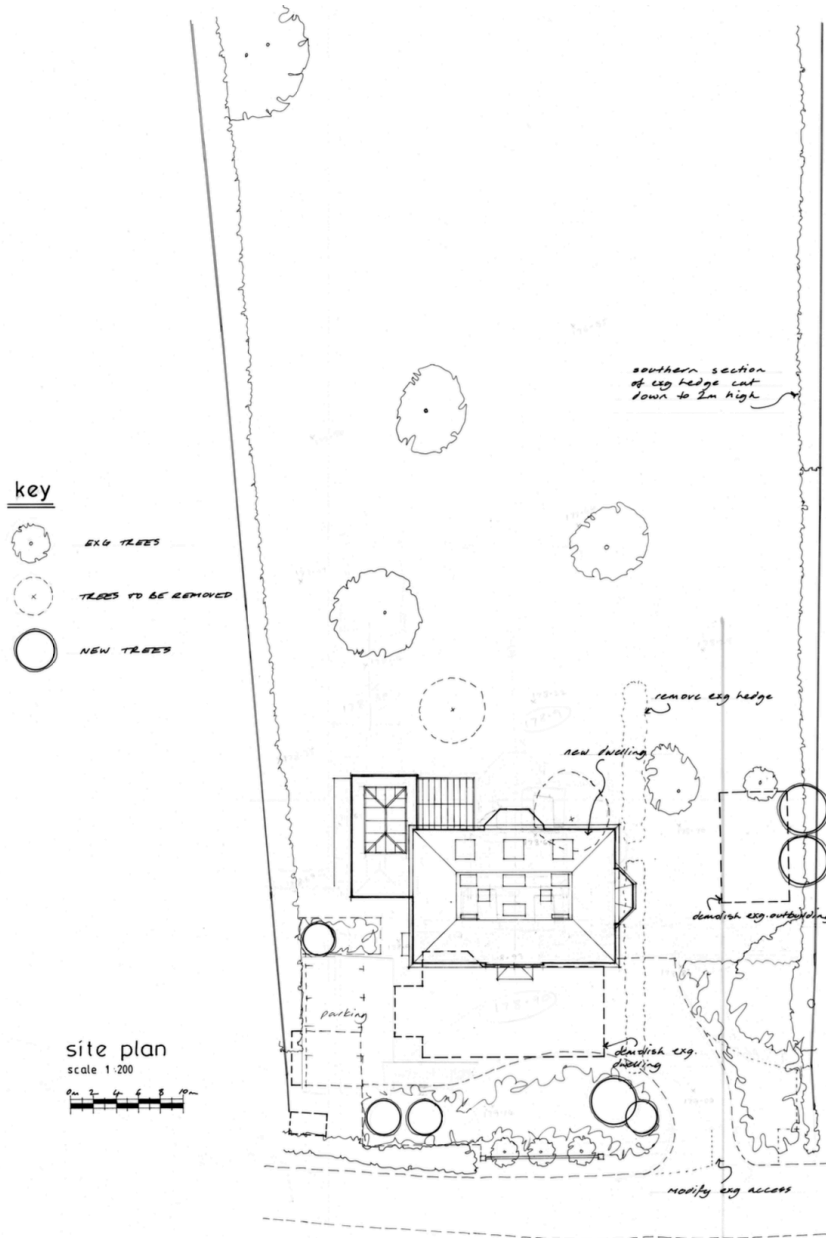 southern section
of exg hedge cut
down to 2m high
key
EXG TREES
TREES TO BE REMOVED
NEW TREES
remove exg hedge
new dwelling
demolish exg. outbuilding
parking
demolish exg.
dwelling
site plan
scale 1:200
0m 2 4 6 8 10m
modify exg access